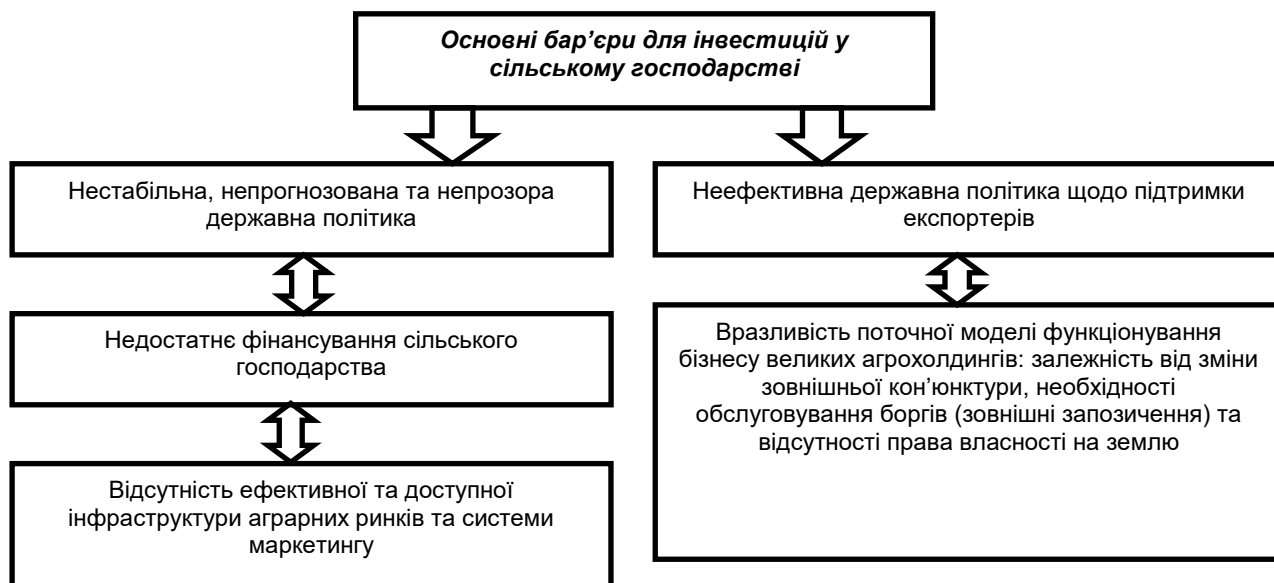 Основні бар’єри для інвестицій у
сільському господарстві
Нестабільна, непрогнозована та непрозора
державна політика
Неефективна державна політика щодо підтримки
експортерів
Недостатнє фінансування сільського
господарства
Вразливість поточної моделі функціонування
бізнесу великих агрохолдингів: залежність від зміни
зовнішньої кон’юнктури, необхідності
обслуговування боргів (зовнішні запозичення) та
відсутності права власності на землю
Відсутність ефективної та доступної
інфраструктури аграрних ринків та системи
маркетингу